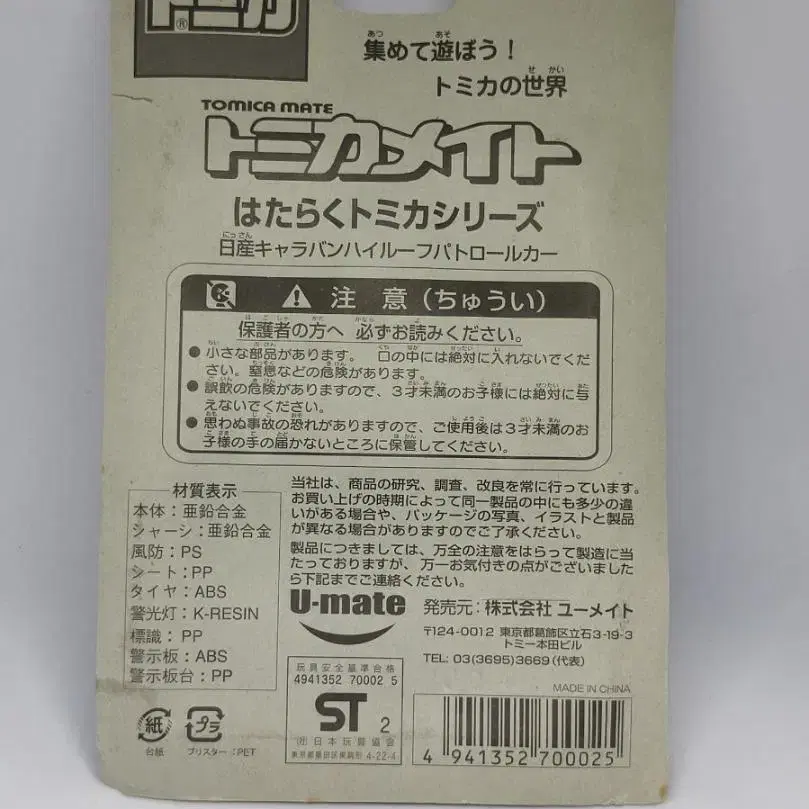 トミカ
®
集めて遊ぼう!
トミカの世界
TOMICA MATE
トミカメイト
はたらくトミカシリーズ
日産キャラバンハイルーフパトロールカー
注 意(ちゅうい)
保護者の方へ 必ずお読みください。
●小さな部品があります。 口の中には絶対に入れないでくだ
さい。窒息などの危険があります。
●誤飲の危険がありますので、3才未満のお子様には絶対に与
えないでください。
●思わぬ事故の恐れがありますので、ご使用後は3才未満のお
子様の手の届かないところに保管してください。
材質表示
本体:亜鉛合金
シャーシ:亜鉛合金
風防:PS
シート:PP
タイヤ:ABS
警光灯:K-RESIN
標識:PP
警示板:ABS
警示板台:PP
当社は、商品の研究、調査、改良を常に行っています。
お買い上げの時期によって同一製品の中にも多少の違
いがある場合や、パッケージの写真、イラストと製品
が異なる場合がありますのでご了承ください。
製品につきましては、万全の注意をはらって製造に当
たっておりますが、万一お気付きの点がございました
ら下記までご連絡ください。
U-mate 発売元:株式会社 ユーメイト
〒124-0012 東京都葛飾区立石3-19-3
トミー本田ビル
TEL: 03(3695)3669(代表)
MADE IN CHINA
玩具安全基準合格
4941352 70002 5
ST 2
(社)日本玩具協会
東京都墨田区東駒形 4-22-4
紙
台紙
プラ
ブリスター:PET
4 941352 700025